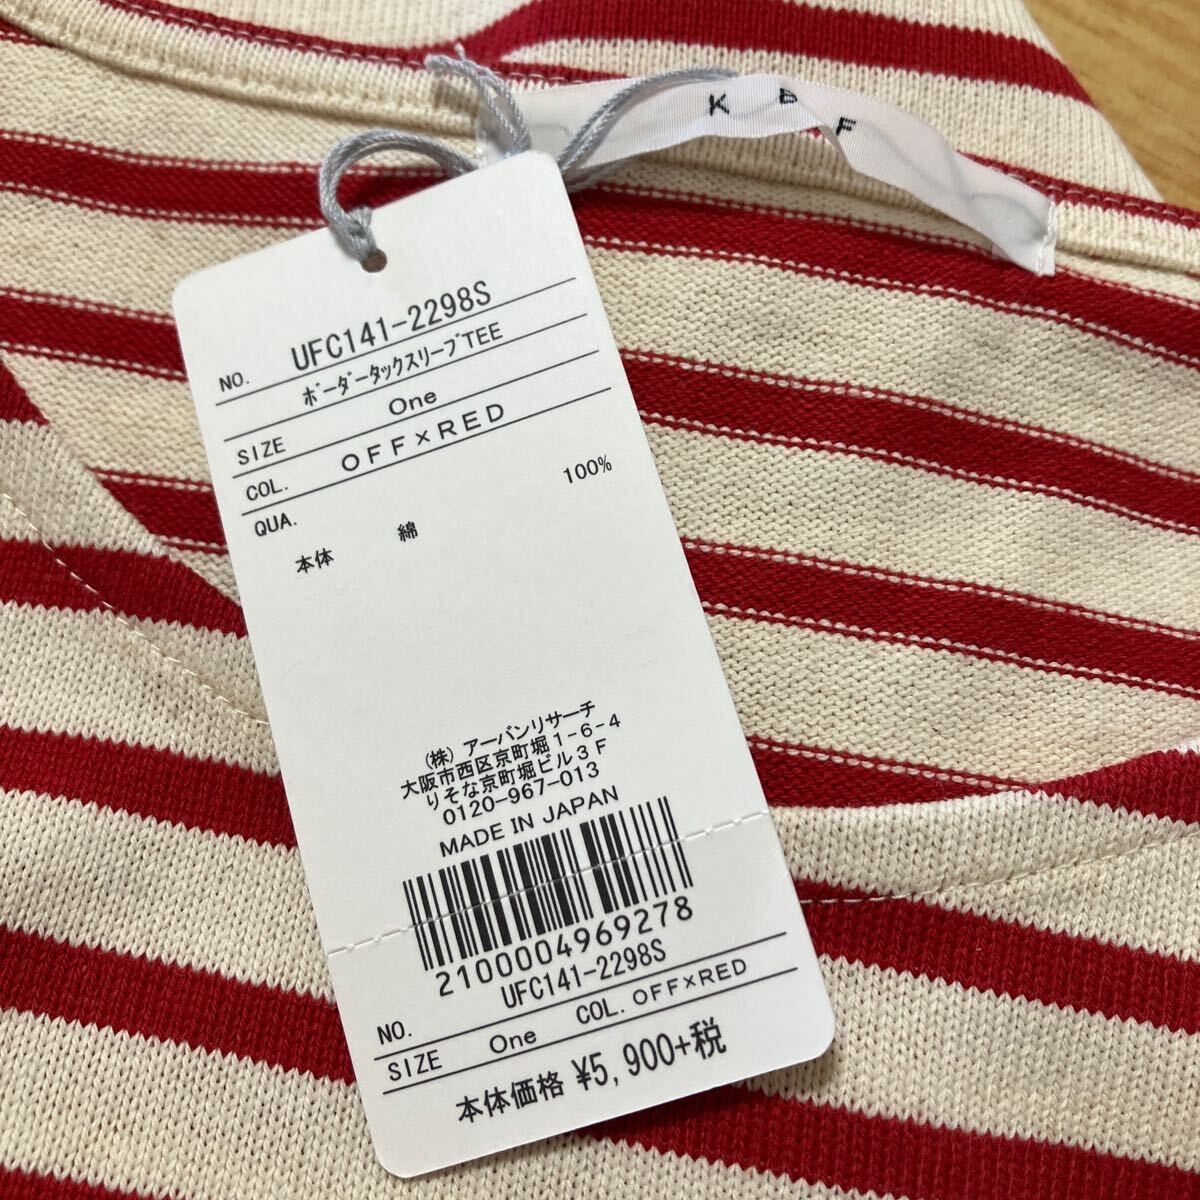 K B F
NO. UFC141-2298S
ﾎﾞｰﾀﾞｰタックスリーブTEE
SIZE One
COL. OFF×RED
QUA.
本体 綿 100%
(株) アーバンリサーチ
大阪市西区京町堀1-6-4
りそな京町堀ビル3F
0120-967-013
MADE IN JAPAN
2100004969278
NO. UFC141-2298S
SIZE One COL. OFF×RED
本体価格 ¥5,900+税